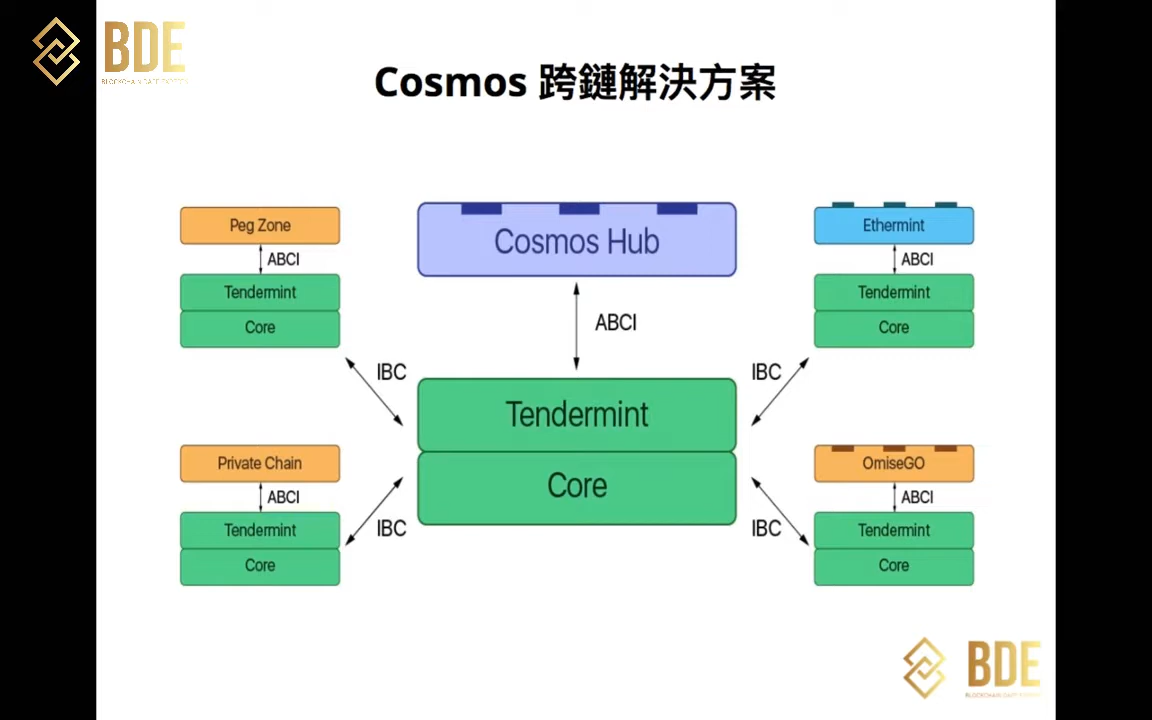 BDE
Cosmos 跨鏈解決方案
Peg Zone
ABCI
Tendermint
Core
Cosmos Hub
ABCI
Tendermint
Core
Ethermint
ABCI
Tendermint
Core
IBC
IBC
Private Chain
ABCI
Tendermint
Core
IBC
IBC
OmiseGO
ABCI
Tendermint
Core
BDE